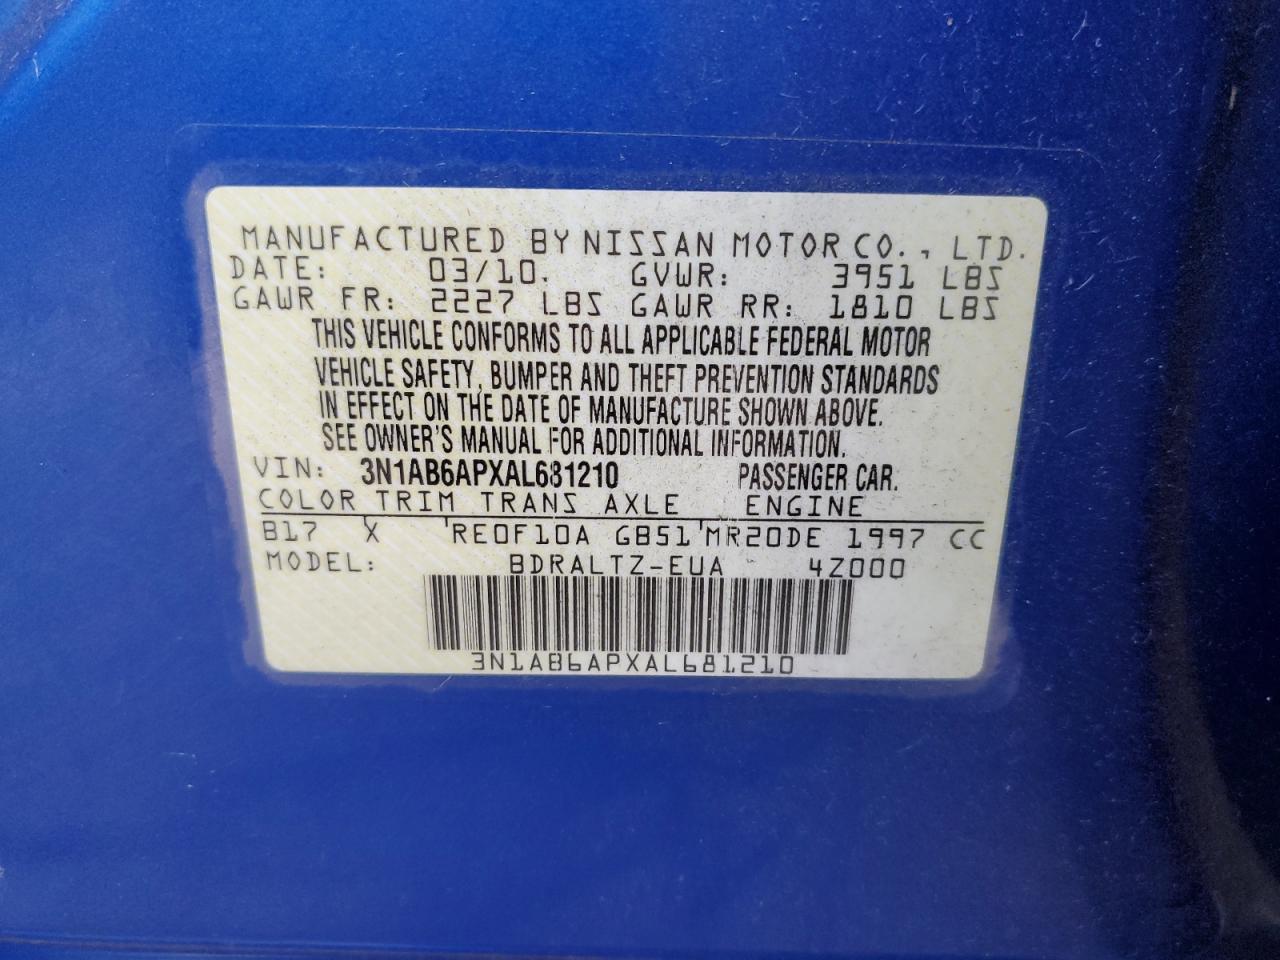 MANUFACTURED BY NISSAN MOTOR CO., LTD.
DATE: 03/10. GVWR: 3951 LBS
GAWR FR: 2227 LBS GAWR RR: 1810 LBS
THIS VEHICLE CONFORMS TO ALL APPLICABLE FEDERAL MOTOR
VEHICLE SAFETY, BUMPER AND THEFT PREVENTION STANDARDS
IN EFFECT ON THE DATE OF MANUFACTURE SHOWN ABOVE.
SEE OWNER'S MANUAL FOR ADDITIONAL INFORMATION.
VIN: 3N1AB6APXAL681210 PASSENGER CAR.
COLOR TRIM TRANS AXLE ENGINE
B17 X RE0F10A GB51 MR20DE 1997 CC
MODEL: BDRALTZ-EUA 4Z000
3N1AB6APXAL681210